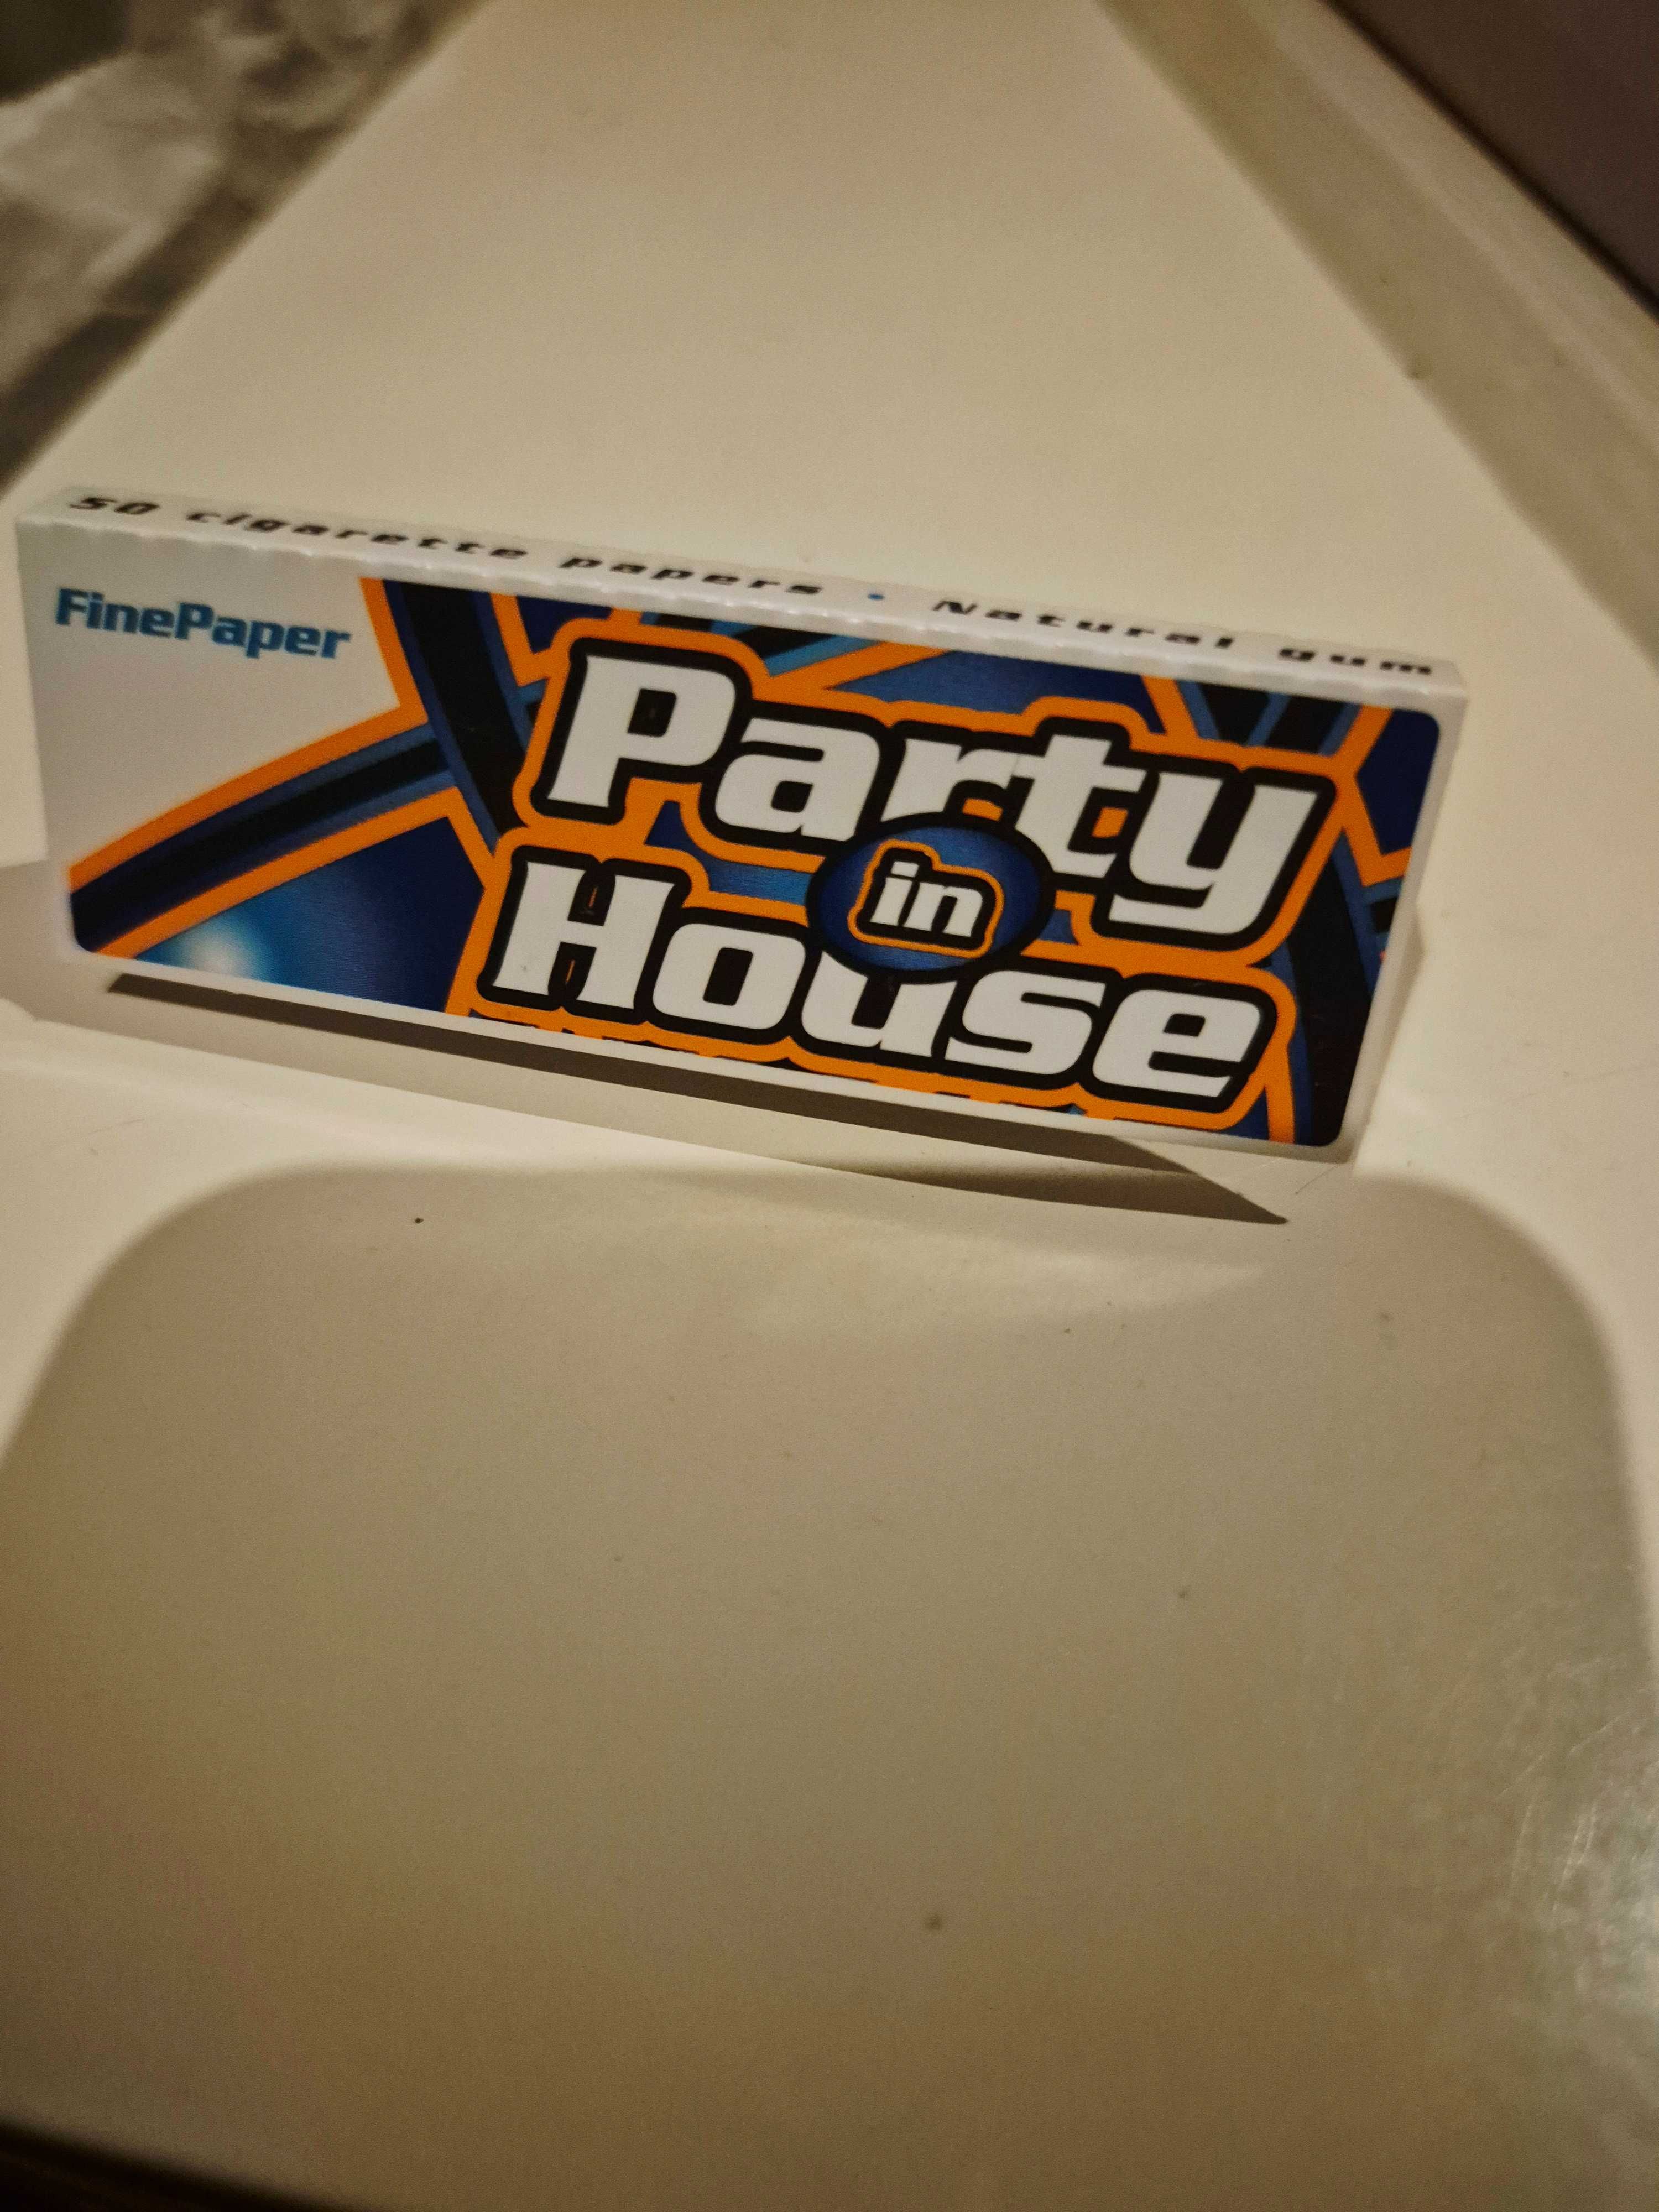 50 cigarette papers • Natural gum
FinePaper
Party
in
House